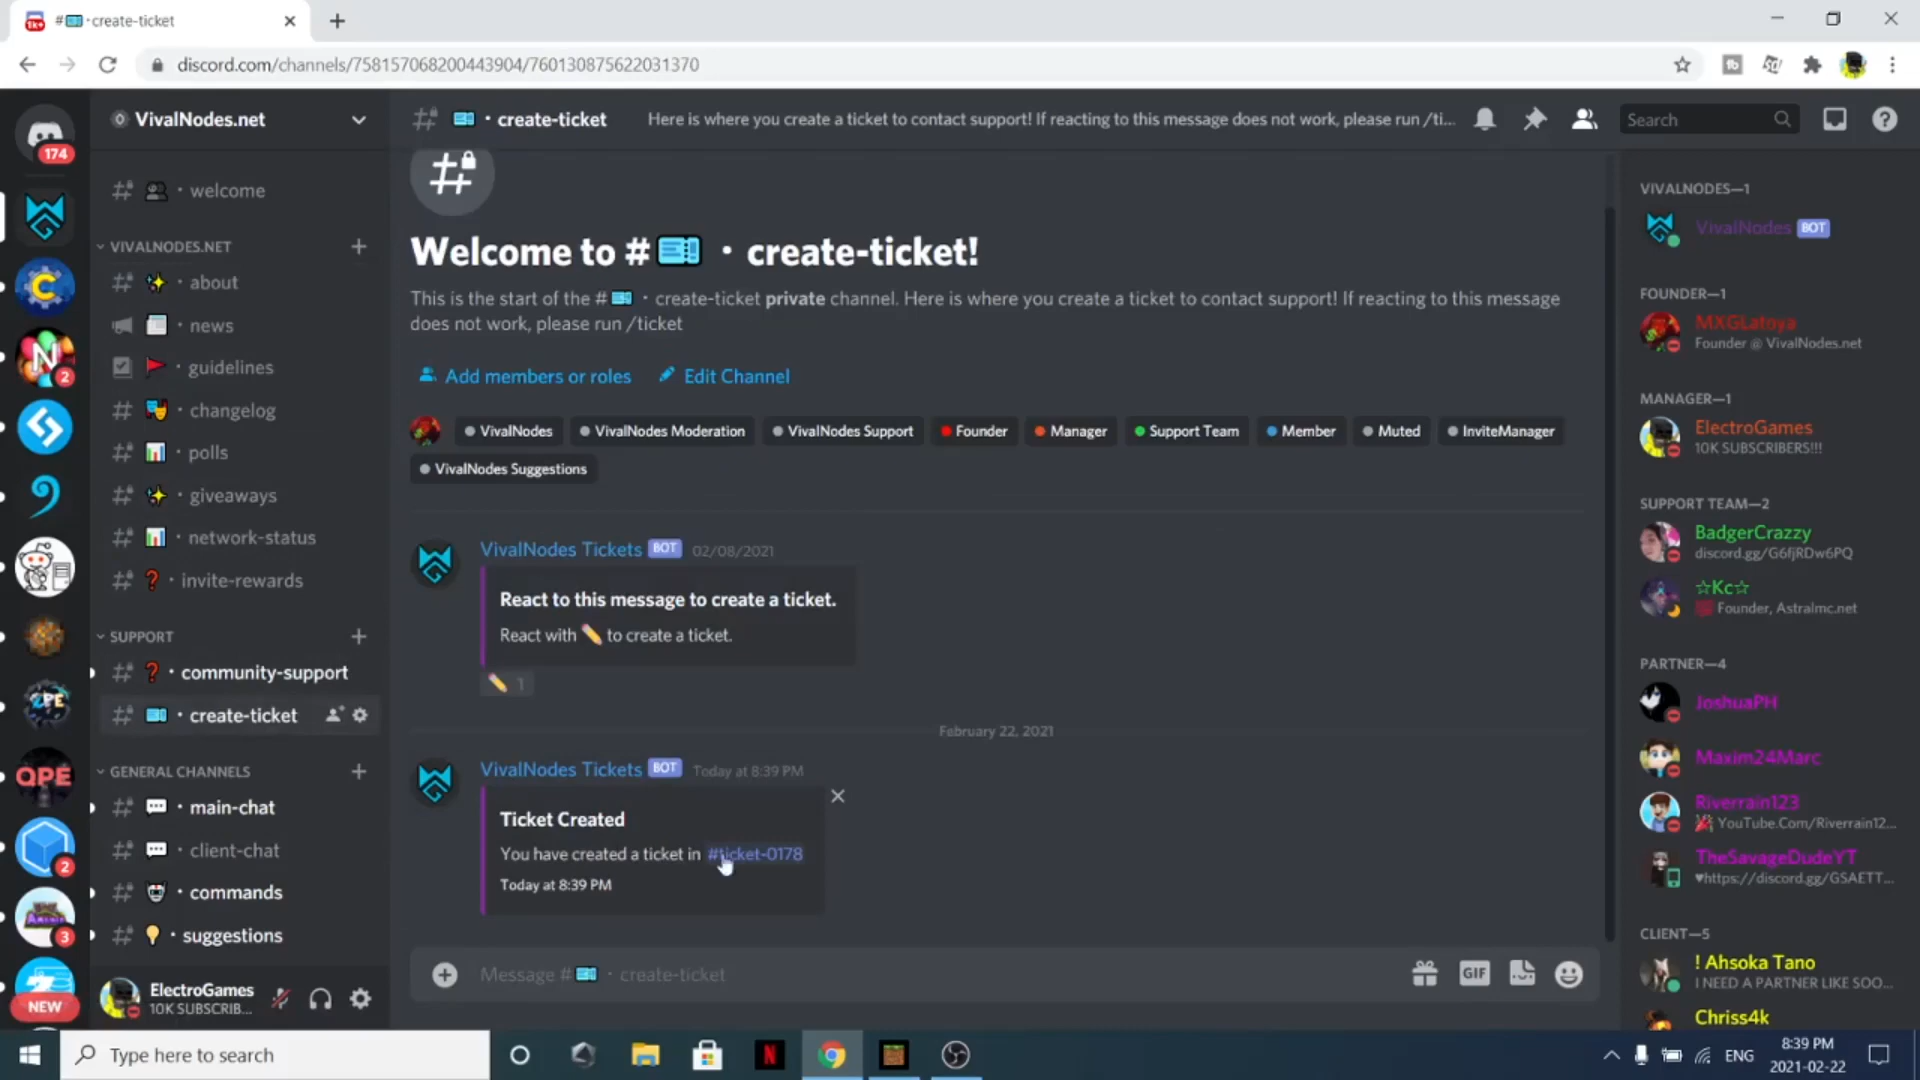 #・create-ticket
discord.com/channels/758157068200443904/760130875622031370
174
VivalNodes.net
・create-ticket
Here is where you create a ticket to contact support! If reacting to this message does not work, please run /ti...
Search
・welcome
VIVALNODES.NET
・about
・news
・guidelines
・changelog
・polls
・giveaways
・network-status
・invite-rewards
SUPPORT
・community-support
・create-ticket
GENERAL CHANNELS
・main-chat
・client-chat
・commands
・suggestions
N
2
ZPE
QPE
2
3
NEW
ElectroGames
10K SUBSCRIB...
Welcome to #・create-ticket!
This is the start of the #・create-ticket private channel. Here is where you create a ticket to contact support! If reacting to this message
does not work, please run /ticket
Add members or roles
Edit Channel
VivalNodes
VivalNodes Moderation
VivalNodes Support
Founder
Manager
Support Team
Member
Muted
InviteManager
VivalNodes Suggestions
VivalNodes Tickets BOT 02/08/2021
React to this message to create a ticket.
React with ✏️ to create a ticket.
1
February 22, 2021
VivalNodes Tickets BOT Today at 8:39 PM
Ticket Created
You have created a ticket in #ticket-0178
Today at 8:39 PM
Message #・create-ticket
GIF
VIVALNODES—1
VivalNodes BOT
FOUNDER—1
MXGLatoya
Founder @ VivalNodes.net
MANAGER—1
ElectroGames
10K SUBSCRIBERS!!!
SUPPORT TEAM—2
BadgerCrazzy
discord.gg/G6fjRDw6PQ
☆Kc☆
Founder, Astralmc.net
PARTNER—4
JoshuaPH
Maxim24Marc
Riverrain123
YouTube.Com/Riverrain12...
TheSavageDudeYT
♥https://discord.gg/GSAETT...
CLIENT—5
! Ahsoka Tano
I NEED A PARTNER LIKE SOO...
Chriss4k
Type here to search
ENG
8:39 PM
2021-02-22